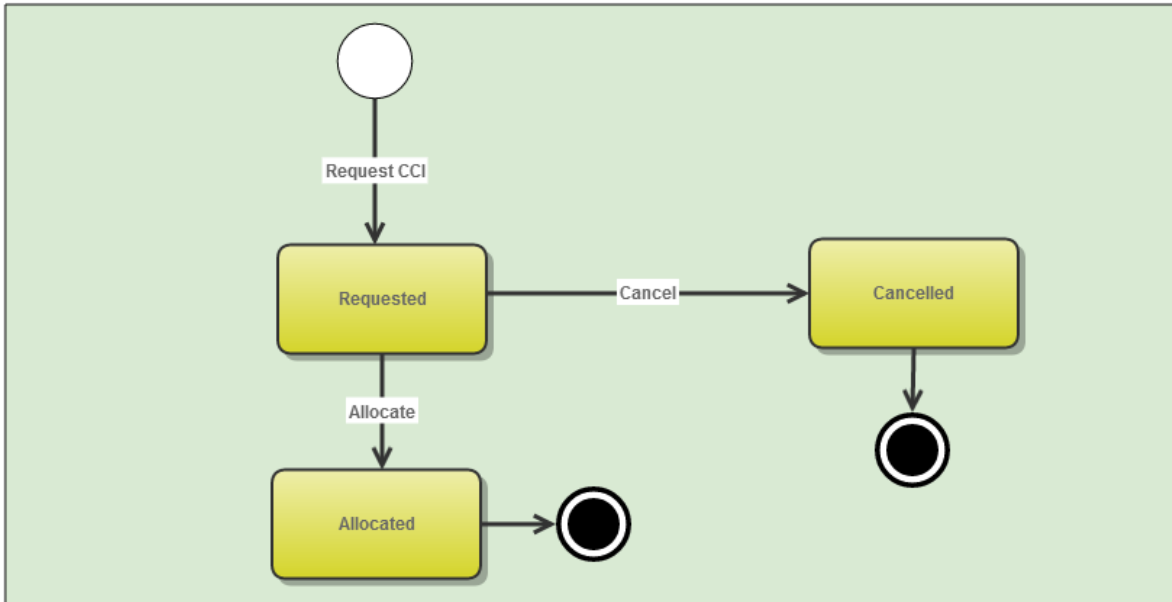 Request CCI
Requested
Cancel
Cancelled
Allocate
Allocated